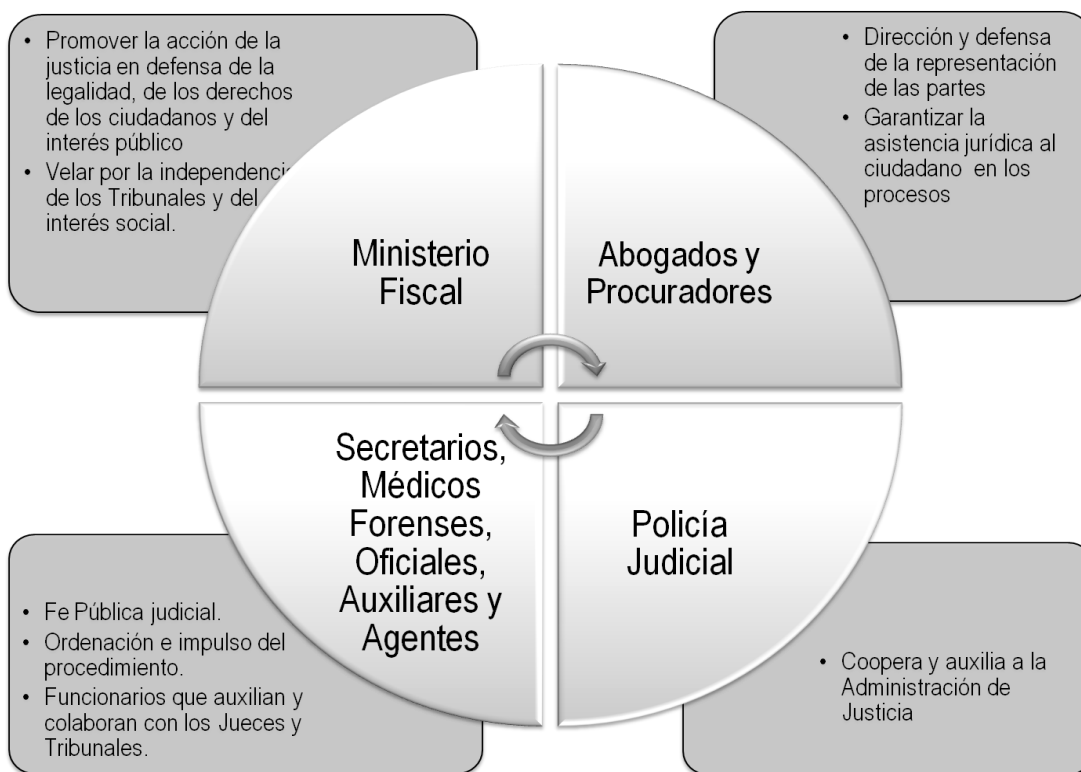 • Promover la acción de la
justicia en defensa de la
legalidad, de los derechos
de los ciudadanos y del
interés público
• Velar por la independenci
de los Tribunales y del
interés social.
• Dirección y defensa
de la representación
de las partes
• Garantizar la
asistencia jurídica al
ciudadano en los
procesos
Ministerio
Fiscal
Abogados y
Procuradores
Secretarios,
Médicos
Forenses,
Oficiales,
Auxiliares y
Agentes
Policía
Judicial
• Fe Pública judicial.
• Ordenación e impulso del
procedimiento.
• Funcionarios que auxilian y
colaboran con los Jueces y
Tribunales.
• Coopera y auxilia a la
Administración de
Justicia